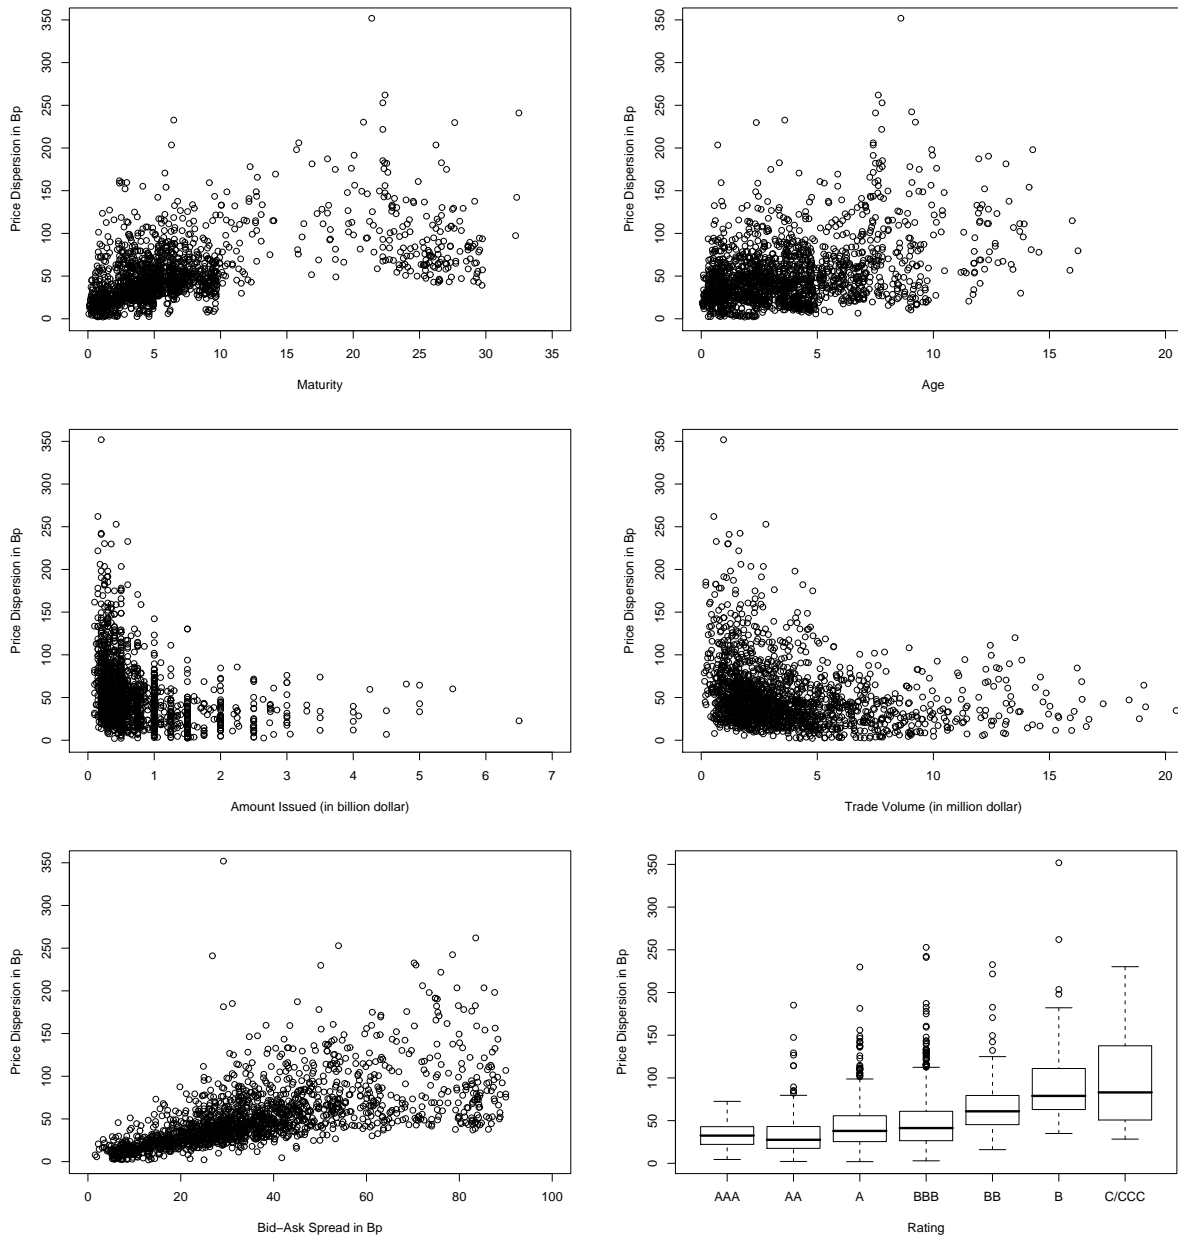 Price Dispersion in Bp
350
300
250
200
150
100
50
0
0 5 10 15 20 25 30 35
Maturity
Price Dispersion in Bp
350
300
250
200
150
100
50
0
0 5 10 15 20
Age
Price Dispersion in Bp
350
300
250
200
150
100
50
0
0 1 2 3 4 5 6 7
Amount Issued (in billion dollar)
Price Dispersion in Bp
350
300
250
200
150
100
50
0
0 5 10 15 20
Trade Volume (in million dollar)
Price Dispersion in Bp
350
300
250
200
150
100
50
0
0 20 40 60 80 100
Bid−Ask Spread in Bp
Price Dispersion in Bp
350
300
250
200
150
100
50
0
AAA AA A BBB BB B C/CCC
Rating